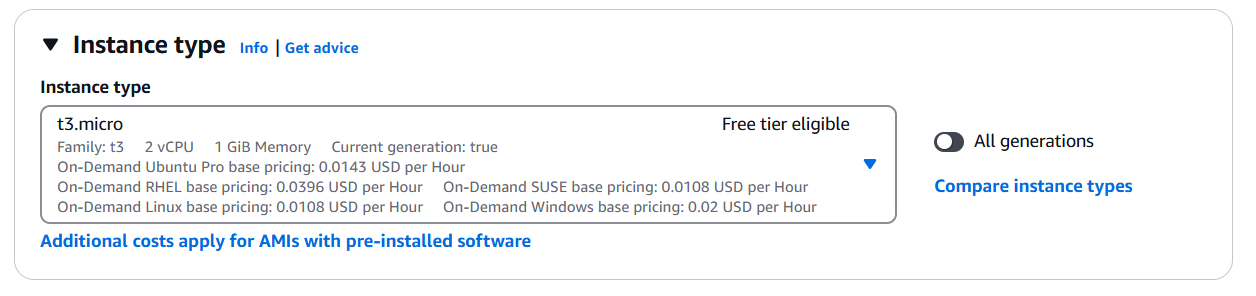 Instance type Info | Get advice
Instance type
t3.micro Free tier eligible
Family: t3 2 vCPU 1 GiB Memory Current generation: true
On-Demand Ubuntu Pro base pricing: 0.0143 USD per Hour
On-Demand RHEL base pricing: 0.0396 USD per Hour On-Demand SUSE base pricing: 0.0108 USD per Hour
On-Demand Linux base pricing: 0.0108 USD per Hour On-Demand Windows base pricing: 0.02 USD per Hour
All generations
Compare instance types
Additional costs apply for AMIs with pre-installed software